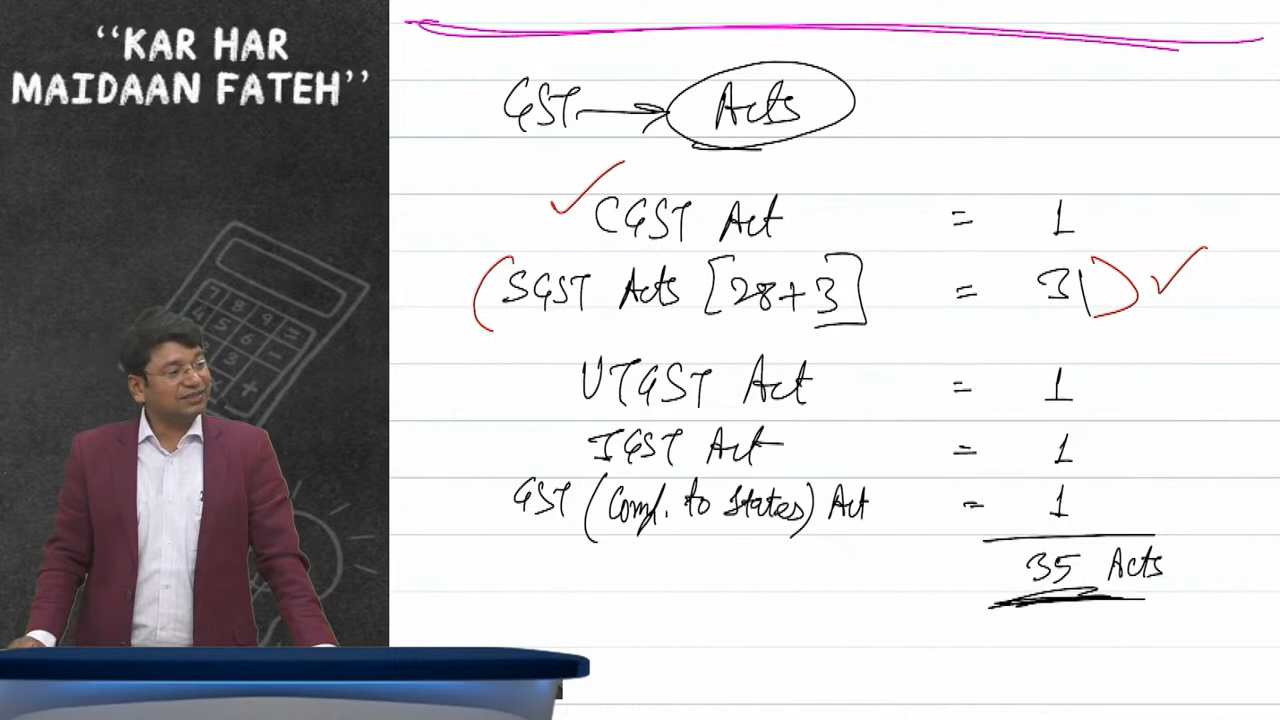 “KAR HAR
MAIDAAN FATEH”
GST → Acts
CGST Act = 1
(SGST Acts [28+3] = 31)
UTGST Act = 1
IGST Act = 1
GST (Comp. to States) Act = 1
35 Acts